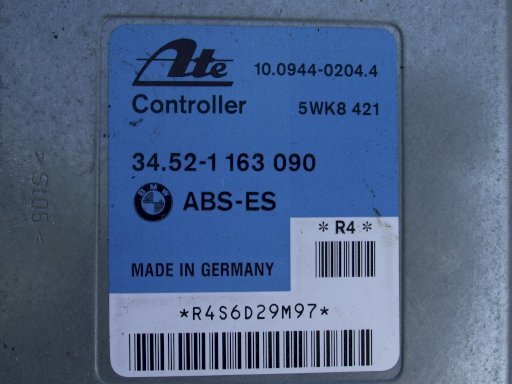 Ate 10.0944-0204.4
Controller 5WK8 421
34.52-1 163 090
BMW ABS-ES
* R4 *
MADE IN GERMANY
*R4S6D29M97*